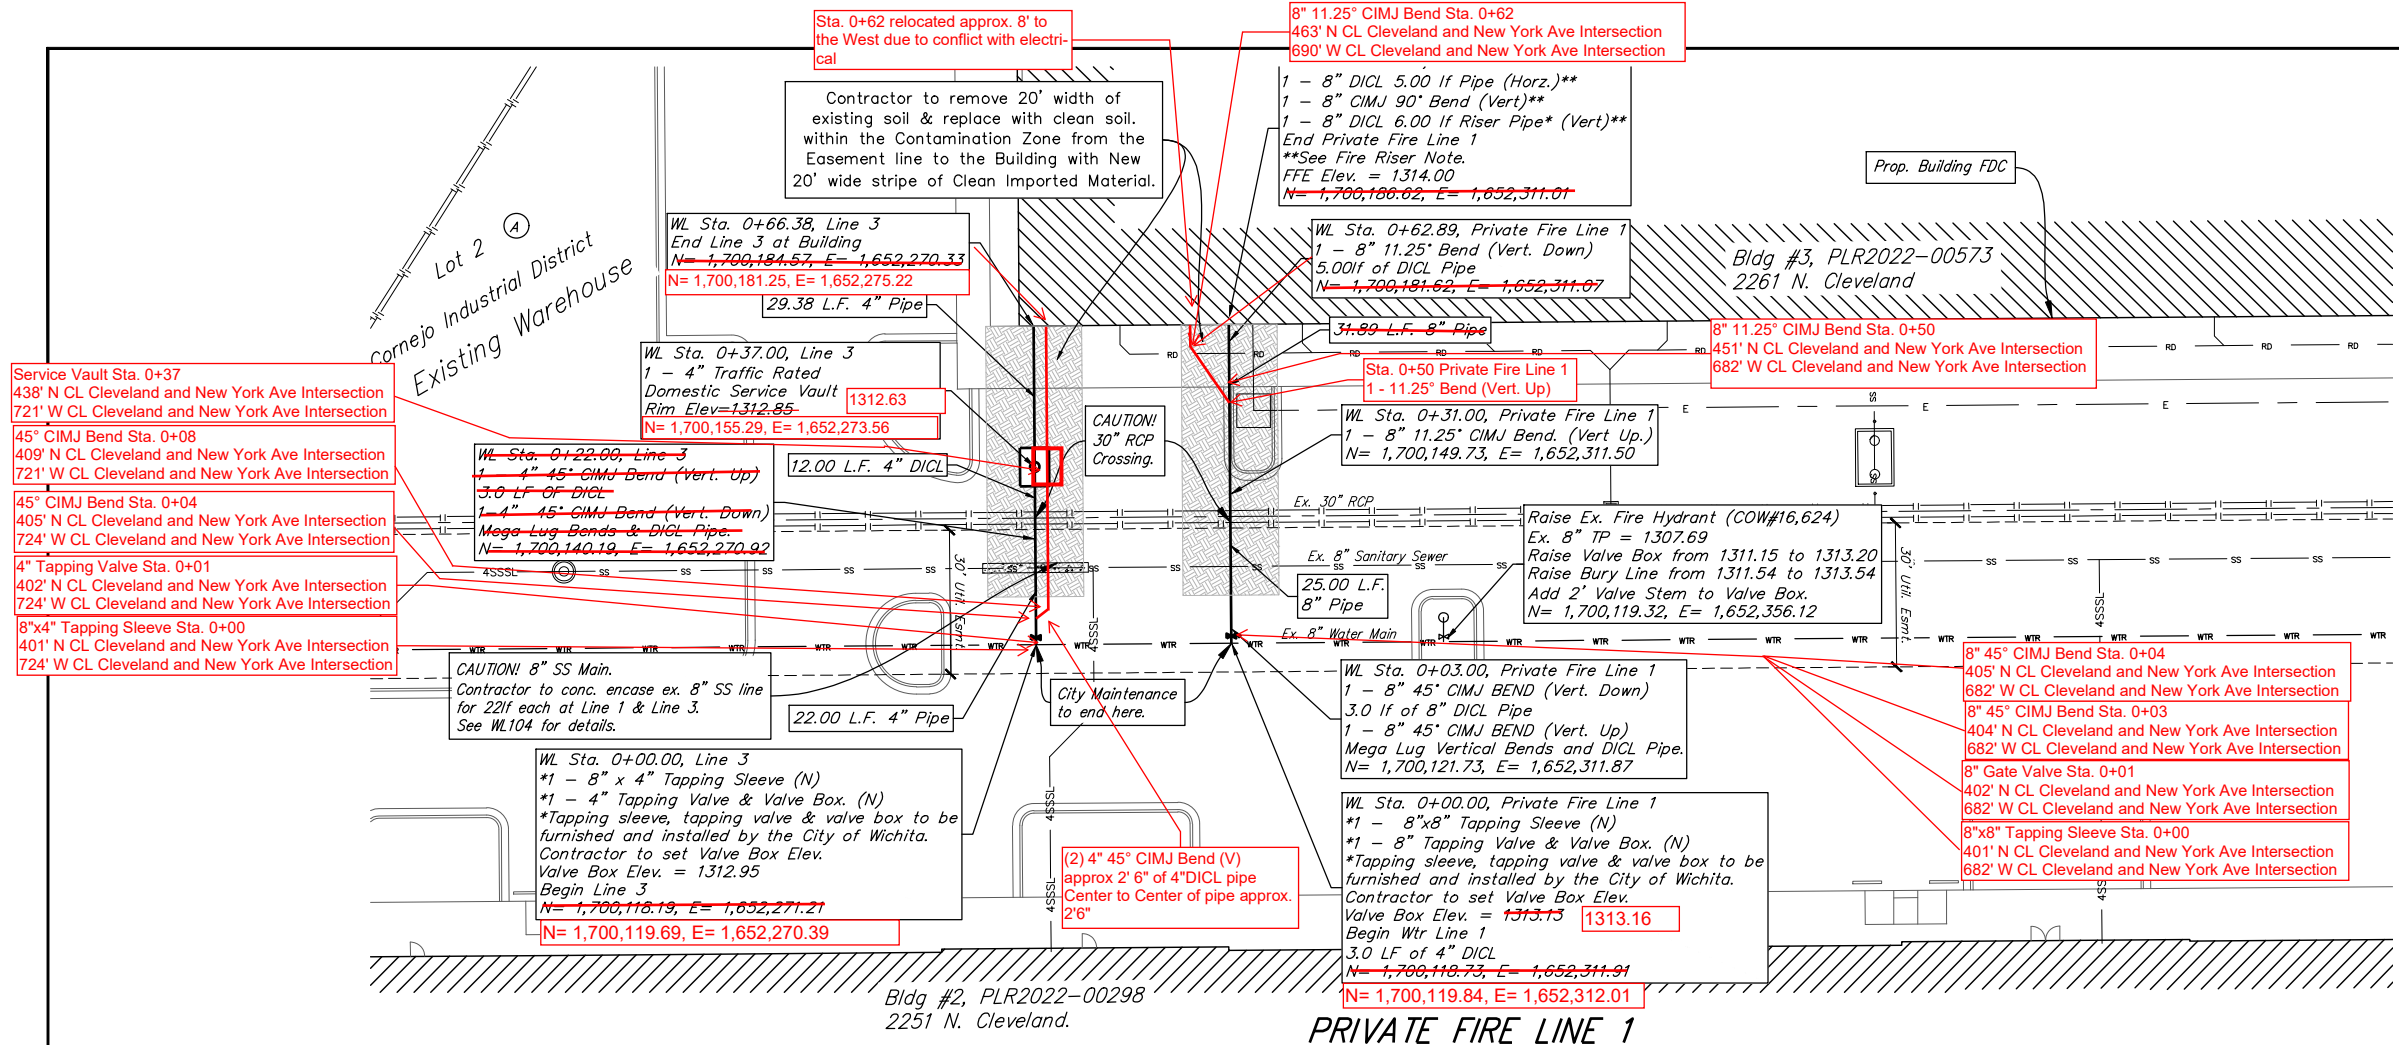 Sta. 0+62 relocated approx. 8' to
the West due to conflict with electri-
cal
8" 11.25° CIMJ Bend Sta. 0+62
463' N CL Cleveland and New York Ave Intersection
690' W CL Cleveland and New York Ave Intersection
Contractor to remove 20' width of
existing soil & replace with clean soil.
within the Contamination Zone from the
Easement line to the Building with New
20' wide stripe of Clean Imported Material.
1 - 8" DICL 5.00 lf Pipe (Horz.)**
1 - 8" CIMJ 90° Bend (Vert)**
1 - 8" DICL 6.00 lf Riser Pipe* (Vert)**
End Private Fire Line 1
**See Fire Riser Note.
FFE Elev. = 1314.00
N= 1,700,186.62, E= 1,652,311.01
Prop. Building FDC
Lot 2
A
Cornejo Industrial District
Existing Warehouse
WL Sta. 0+66.38, Line 3
End Line 3 at Building
N= 1,700,184.57, E= 1,652,270.33
N= 1,700,181.25, E= 1,652,275.22
29.38 L.F. 4" Pipe
WL Sta. 0+62.89, Private Fire Line 1
1 - 8" 11.25° Bend (Vert. Down)
5.00lf of DICL Pipe
N= 1,700,181.62, E= 1,652,311.07
31.89 L.F. 8" Pipe
Bldg #3, PLR2022-00573
2261 N. Cleveland
8" 11.25° CIMJ Bend Sta. 0+50
451' N CL Cleveland and New York Ave Intersection
682' W CL Cleveland and New York Ave Intersection
RD RD RD RD RD RD
Sta. 0+50 Private Fire Line 1
1 - 11.25° Bend (Vert. Up)
WL Sta. 0+37.00, Line 3
1 - 4" Traffic Rated
Domestic Service Vault
Rim Elev=1312.85
1312.63
N= 1,700,155.29, E= 1,652,273.56
Service Vault Sta. 0+37
438' N CL Cleveland and New York Ave Intersection
721' W CL Cleveland and New York Ave Intersection
45° CIMJ Bend Sta. 0+08
409' N CL Cleveland and New York Ave Intersection
721' W CL Cleveland and New York Ave Intersection
45° CIMJ Bend Sta. 0+04
405' N CL Cleveland and New York Ave Intersection
724' W CL Cleveland and New York Ave Intersection
4" Tapping Valve Sta. 0+01
402' N CL Cleveland and New York Ave Intersection
724' W CL Cleveland and New York Ave Intersection
8"x4" Tapping Sleeve Sta. 0+00
401' N CL Cleveland and New York Ave Intersection
724' W CL Cleveland and New York Ave Intersection
WL Sta. 0+22.00, Line 3
1 - 4" 45° CIMJ Bend (Vert. Up)
3.0 LF OF DICL
1-4" 45° CIMJ Bend (Vert. Down)
Mega Lug Bends & DICL Pipe.
N= 1,700,140.19, E= 1,652,270.92
12.00 L.F. 4" DICL
CAUTION!
30" RCP
Crossing.
WL Sta. 0+31.00, Private Fire Line 1
1 - 8" 11.25° CIMJ Bend. (Vert Up.)
N= 1,700,149.73, E= 1,652,311.50
E E E
SS
SS
Ex. 30" RCP
Raise Ex. Fire Hydrant (COW#16,624)
Ex. 8" TP = 1307.69
Raise Valve Box from 1311.15 to 1313.20
Raise Bury Line from 1311.54 to 1313.54
Add 2' Valve Stem to Valve Box.
N= 1,700,119.32, E= 1,652,356.12
Ex. 8" Sanitary Sewer
4SSSL SS SS SS SS SS SS SS SS SS SS SS SS SS
25.00 L.F.
8" Pipe
30' Util. Esmt.
30' Util. Esmt.
4SSSL
4SSSL
Ex. 8" Water Main
WTR WTR WTR WTR WTR WTR WTR WTR WTR WTR WTR WTR WTR WTR WTR
CAUTION! 8" SS Main.
Contractor to conc. encase ex. 8" SS line
for 22lf each at Line 1 & Line 3.
See WL104 for details.
22.00 L.F. 4" Pipe
City Maintenance
to end here.
WL Sta. 0+03.00, Private Fire Line 1
1 - 8" 45° CIMJ BEND (Vert. Down)
3.0 lf of 8" DICL Pipe
1 - 8" 45° CIMJ BEND (Vert. Up)
Mega Lug Vertical Bends and DICL Pipe.
N= 1,700,121.73, E= 1,652,311.87
8" 45° CIMJ Bend Sta. 0+04
405' N CL Cleveland and New York Ave Intersection
682' W CL Cleveland and New York Ave Intersection
8" 45° CIMJ Bend Sta. 0+03
404' N CL Cleveland and New York Ave Intersection
682' W CL Cleveland and New York Ave Intersection
8" Gate Valve Sta. 0+01
402' N CL Cleveland and New York Ave Intersection
682' W CL Cleveland and New York Ave Intersection
8"x8" Tapping Sleeve Sta. 0+00
401' N CL Cleveland and New York Ave Intersection
682' W CL Cleveland and New York Ave Intersection
WL Sta. 0+00.00, Line 3
*1 - 8" x 4" Tapping Sleeve (N)
*1 - 4" Tapping Valve & Valve Box. (N)
*Tapping sleeve, tapping valve & valve box to be
furnished and installed by the City of Wichita.
Contractor to set Valve Box Elev.
Valve Box Elev. = 1312.95
Begin Line 3
N= 1,700,118.19, E= 1,652,271.21
N= 1,700,119.69, E= 1,652,270.39
4SSSL
4SSSL
(2) 4" 45° CIMJ Bend (V)
approx 2' 6" of 4"DICL pipe
Center to Center of pipe approx.
2'6"
WL Sta. 0+00.00, Private Fire Line 1
*1 - 8"x8" Tapping Sleeve (N)
*1 - 8" Tapping Valve & Valve Box. (N)
*Tapping sleeve, tapping valve & valve box to be
furnished and installed by the City of Wichita.
Contractor to set Valve Box Elev.
Valve Box Elev. = 1313.13
1313.16
Begin Wtr Line 1
3.0 LF of 4" DICL
N= 1,700,118.73, E= 1,652,311.91
N= 1,700,119.84, E= 1,652,312.01
Bldg #2, PLR2022-00298
2251 N. Cleveland.
PRIVATE FIRE LINE 1